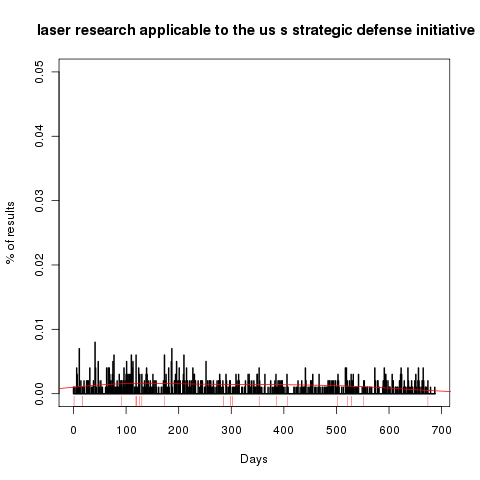 laser research applicable to the us s strategic defense initiative
% of results
0.05
0.04
0.03
0.02
0.01
0.00
0 100 200 300 400 500 600 700
Days